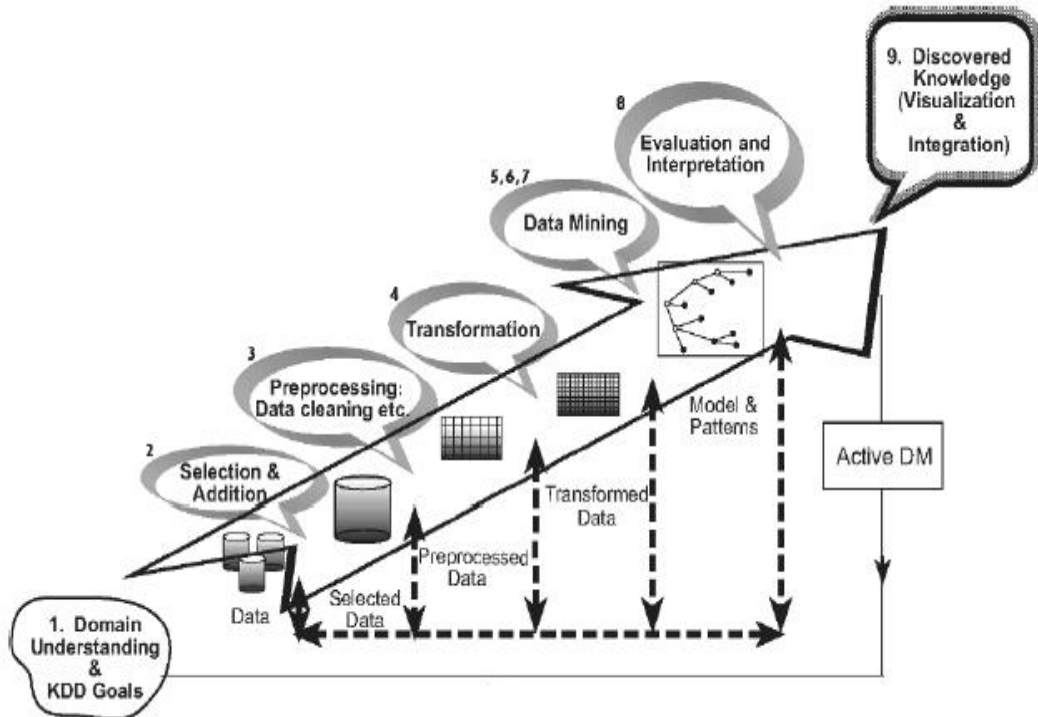 9. Discovered
Knowledge
(Visualization
&
Integration)
8
Evaluation and
Interpretation
5,6,7
Data Mining
4
Transformation
3
Preprocessing:
Data cleaning etc.
2
Selection &
Addition
Model &
Patterns
Active DM
Transformed
Data
Preprocessed
Data
Selected
Data
Data
1. Domain
Understanding
&
KDD Goals